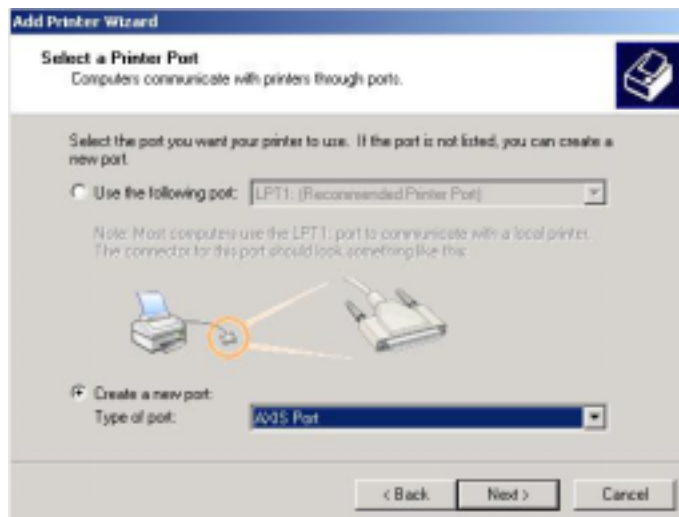 Add Printer Wizard
Select a Printer Port
Computers communicate with printers through ports.
Select the port you want your printer to use. If the port is not listed, you can create a
new port.
Use the following port: LPT1: (Recommended Printer Port)
Note: Most computers use the LPT1: port to communicate with a local printer.
The connector for this port should look something like this:
Create a new port:
Type of port: AXIS Port
< Back Next > Cancel